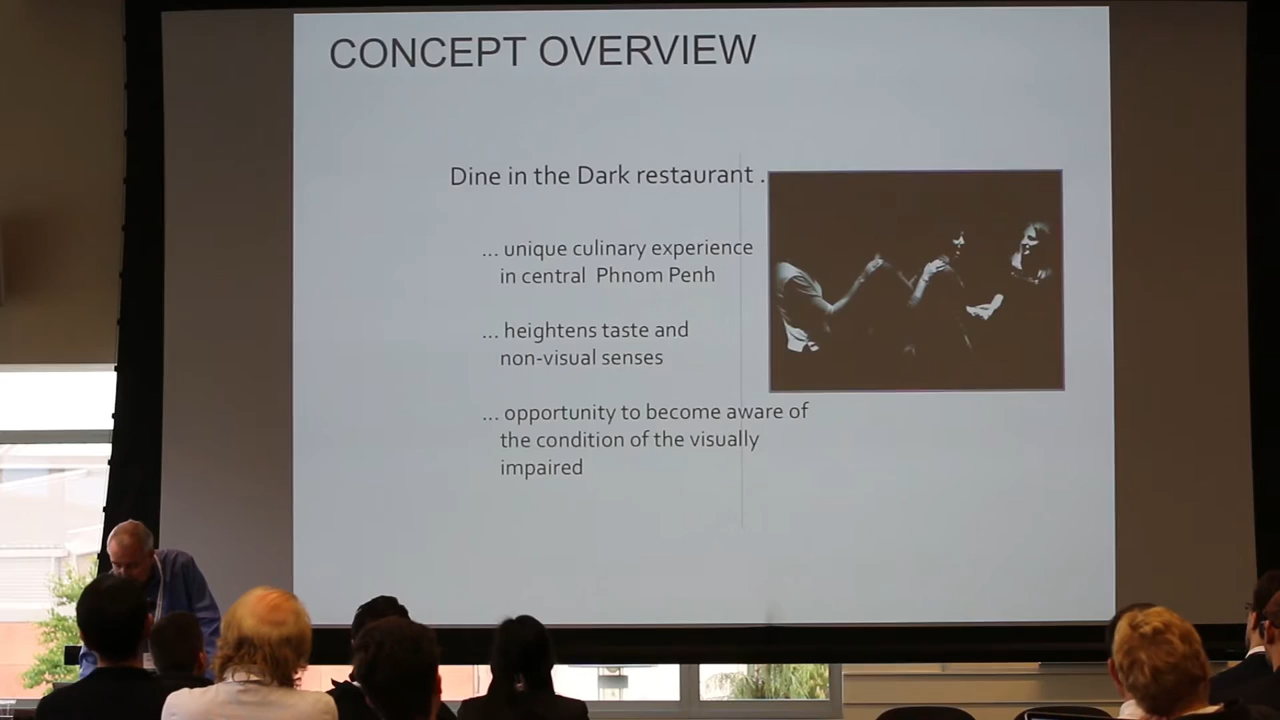 CONCEPT OVERVIEW
Dine in the Dark restaurant .
... unique culinary experience
in central Phnom Penh
... heightens taste and
non-visual senses
... opportunity to become aware of
the condition of the visually
impaired